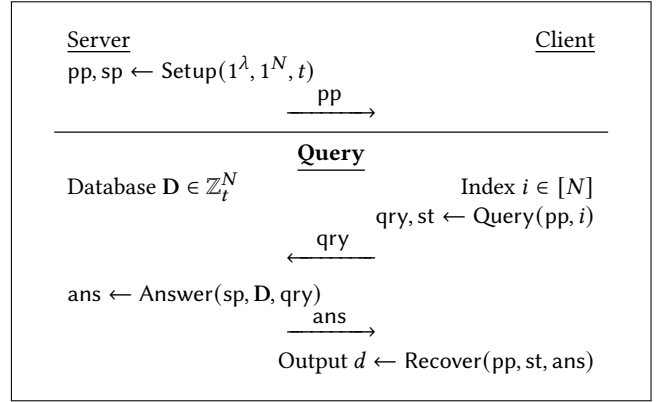 Server Client
pp, sp ← Setup(1^λ, 1^N, t)
pp
Query
Database D ∈ ℤ_t^N Index i ∈ [N]
qry, st ← Query(pp, i)
qry
ans ← Answer(sp, D, qry)
ans
Output d ← Recover(pp, st, ans)